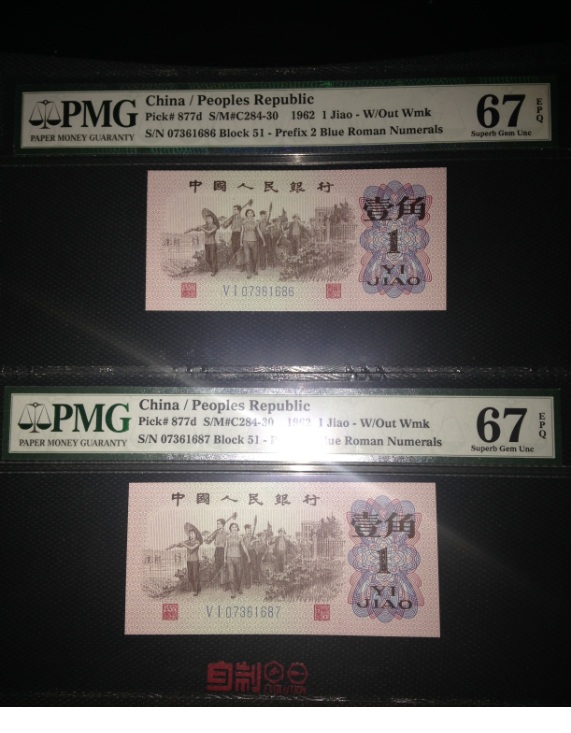 PMG
PAPER MONEY GUARANTY
China / Peoples Republic
Pick# 877d S/M#C284-30 1962 1 Jiao - W/Out Wmk
S/N 07361686 Block 51 - Prefix 2 Blue Roman Numerals
67 EPQ
Superb Gem Unc
中國人民銀行
壹角
1
YI
JIAO
VI 07361686
PMG
PAPER MONEY GUARANTY
China / Peoples Republic
Pick# 877d S/M#C284-30 1962 1 Jiao - W/Out Wmk
S/N 07361687 Block 51 - Blue Roman Numerals
67 EPQ
Superb Gem Unc
中國人民銀行
壹角
1
YI
JIAO
VI 07361687
自制